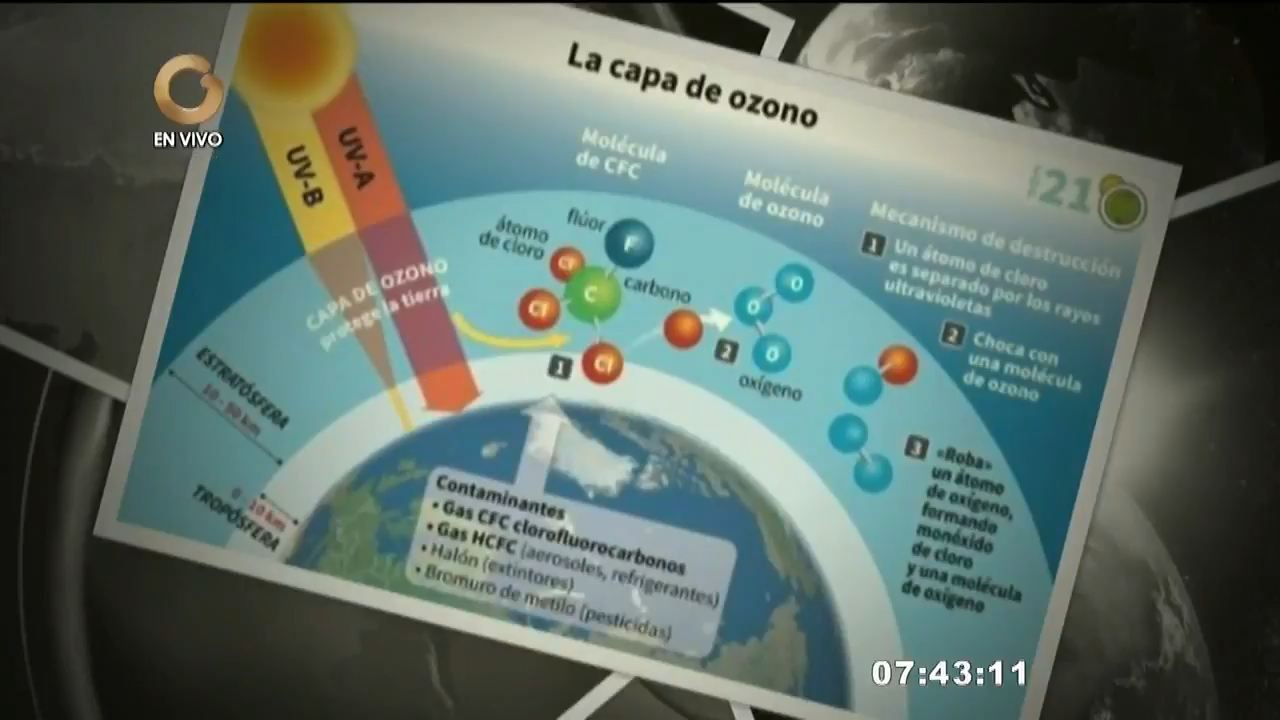 EN VIVO
La capa de ozono
21
UV-B
UV-A
Molécula
de CFC
Molécula
de ozono
Mecanismo de destrucción
1
Un átomo de cloro
es separado por los rayos
ultravioletas
2
Choca con
una molécula
de ozono
3
«Roba»
un átomo
de oxígeno,
formando
monóxido
de cloro
y una molécula
de oxígeno
átomo
de cloro
flúor
F
Cl
C
carbono
Cl
Cl
1
2
O
O
O
oxígeno
CAPA DE OZONO
protege la tierra
ESTRATÓSFERA
10 - 50 km
0 - 10 km
TROPÓSFERA
Contaminantes
• Gas CFC clorofluorocarbonos
• Gas HCFC (aerosoles, refrigerantes)
• Halón (extintores)
• Bromuro de metilo (pesticidas)
07:43:11